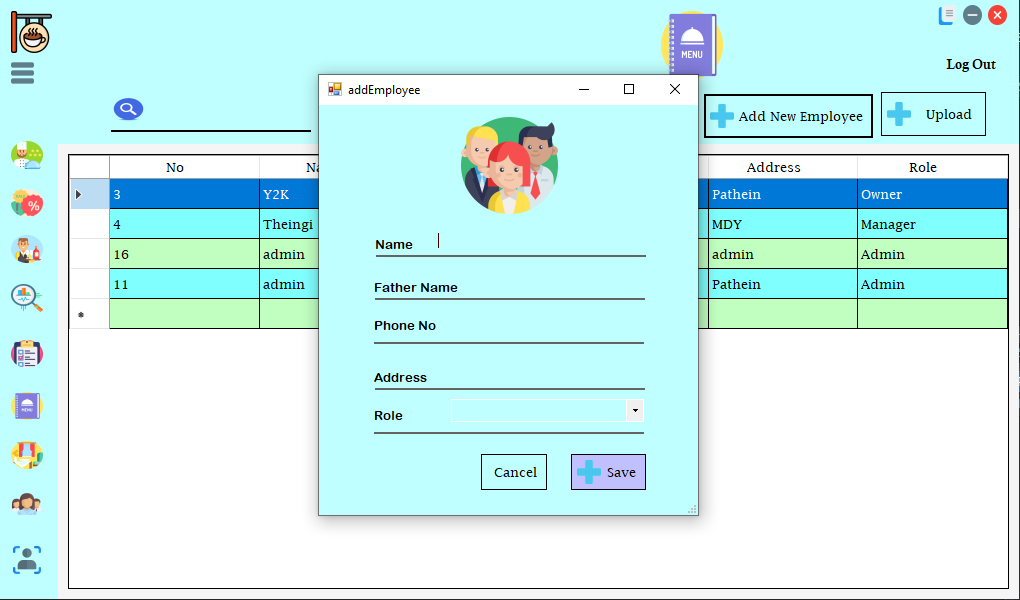 MENU
Log Out
addEmployee
Add New Employee
Upload
No
Na
Address
Role
3
Y2K
Pathein
Owner
4
Theingi
MDY
Manager
16
admin
admin
Admin
11
admin
Pathein
Admin
%
MENU
Name
Father Name
Phone No
Address
Role
Cancel
Save